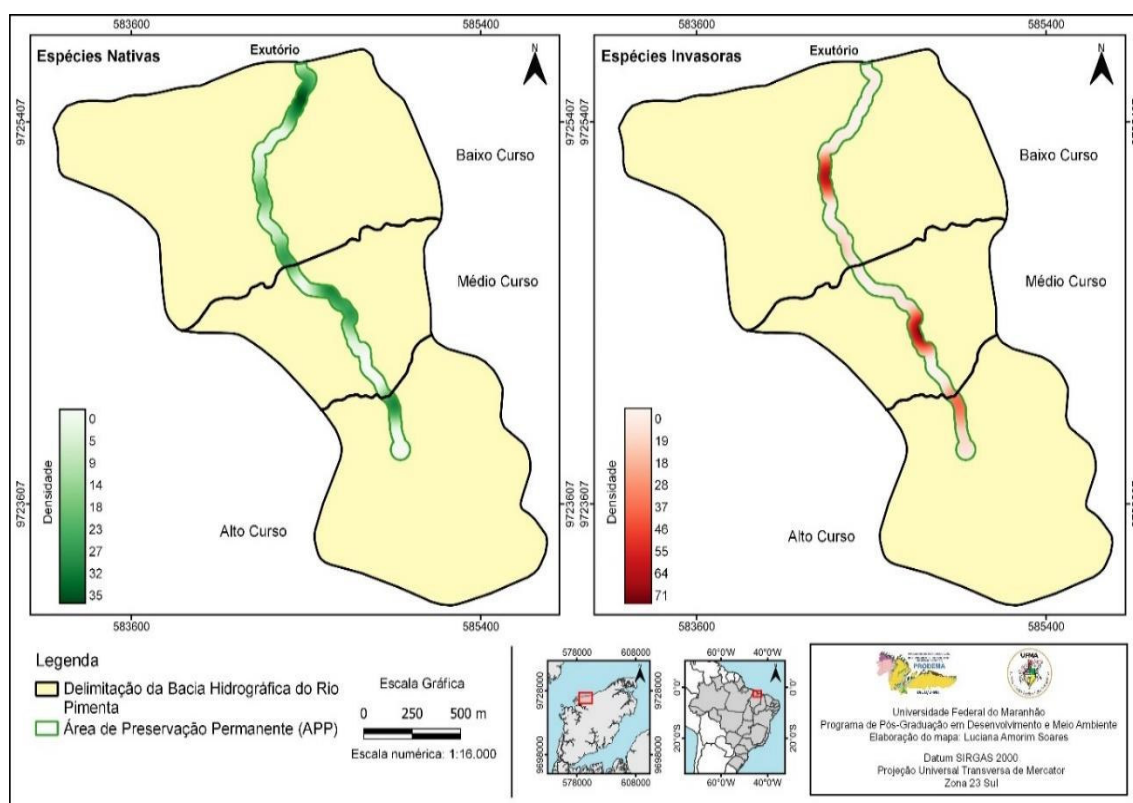 583600
585400
583600
585400
Espécies Nativas
Exutório
N
9725407
Baixo Curso
Médio Curso
Densidade
0
5
9
14
18
23
27
32
35
9723607
Alto Curso
583600
585400
Espécies Invasoras
Exutório
N
9725407
Baixo Curso
Médio Curso
Densidade
0
19
18
28
37
46
55
64
71
9723607
Alto Curso
583600
585400
Legenda
Delimitação da Bacia Hidrográfica do Rio
Pimenta
Área de Preservação Permanente (APP)
Escala Gráfica
0 250 500 m
Escala numérica: 1:16.000
578000 608000
9728000
9698000
9728000
9698000
578000 608000
60°0'W 40°0'W
0°0'
20°0'S
0°0'
20°0'S
60°0'W 40°0'W
PRODEMA
UFMA
Universidade Federal do Maranhão
Programa de Pós-Graduação em Desenvolvimento e Meio Ambiente
Elaboração do mapa: Luciana Amorim Soares
Datum SIRGAS 2000
Projeção Universal Transversa de Mercator
Zona 23 Sul